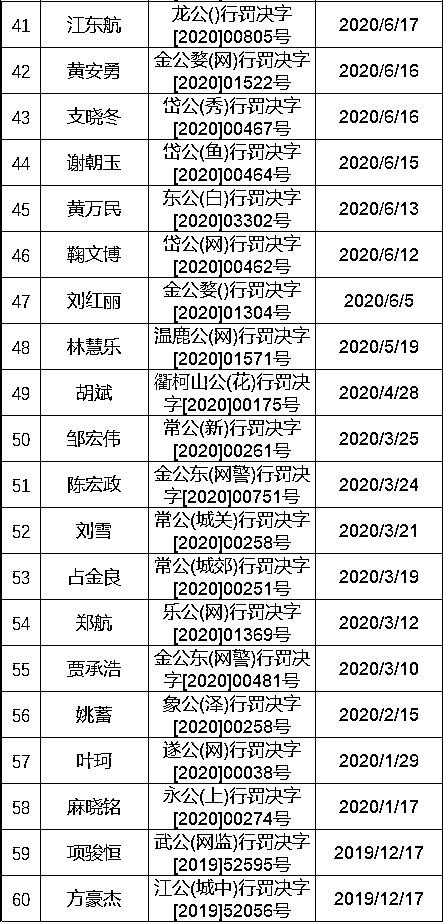 41 江东航 龙公()行罚决字
[2020]00805号 2020/6/17
42 黄安勇 金公婺(网)行罚决字
[2020]01522号 2020/6/16
43 支晓冬 岱公(秀)行罚决字
[2020]00467号 2020/6/16
44 谢朝玉 岱公(鱼)行罚决字
[2020]00464号 2020/6/15
45 黄万民 东公(白)行罚决字
[2020]03302号 2020/6/13
46 鞠文博 岱公(网)行罚决字
[2020]00462号 2020/6/12
47 刘红丽 金公婺()行罚决字
[2020]01304号 2020/6/5
48 林慧乐 温鹿公(网)行罚决字
[2020]01571号 2020/5/19
49 胡斌 衢柯山公(花)行罚决
字[2020]00175号 2020/4/28
50 邹宏伟 常公(新)行罚决字
[2020]00261号 2020/3/25
51 陈宏政 金公东(网警)行罚决
字[2020]00751号 2020/3/24
52 刘雪 常公(城关)行罚决字
[2020]00258号 2020/3/21
53 占金良 常公(城郊)行罚决字
[2020]00251号 2020/3/19
54 郑航 乐公(网)行罚决字
[2020]01369号 2020/3/12
55 贾承浩 金公东(网警)行罚决
字[2020]00481号 2020/3/10
56 姚蓄 象公(泽)行罚决字
[2020]00258号 2020/2/15
57 叶珂 遂公(网)行罚决字
[2020]00038号 2020/1/29
58 麻晓铭 永公(上)行罚决字
[2020]00274号 2020/1/17
59 项骏恒 武公(网监)行罚决字
[2019]52595号 2019/12/17
60 方豪杰 江公(城中)行罚决字
[2019]52056号 2019/12/17